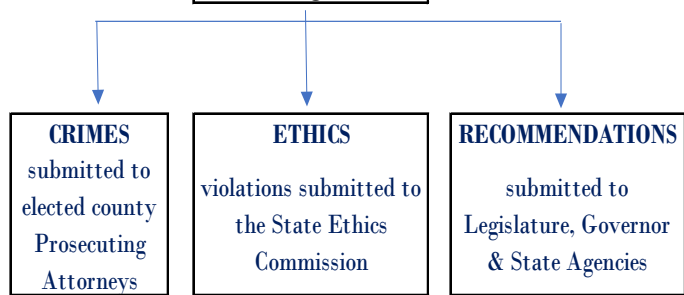 CRIMES
submitted to
elected county
Prosecuting
Attorneys
ETHICS
violations submitted to
the State Ethics
Commission
RECOMMENDATIONS
submitted to
Legislature, Governor
& State Agencies